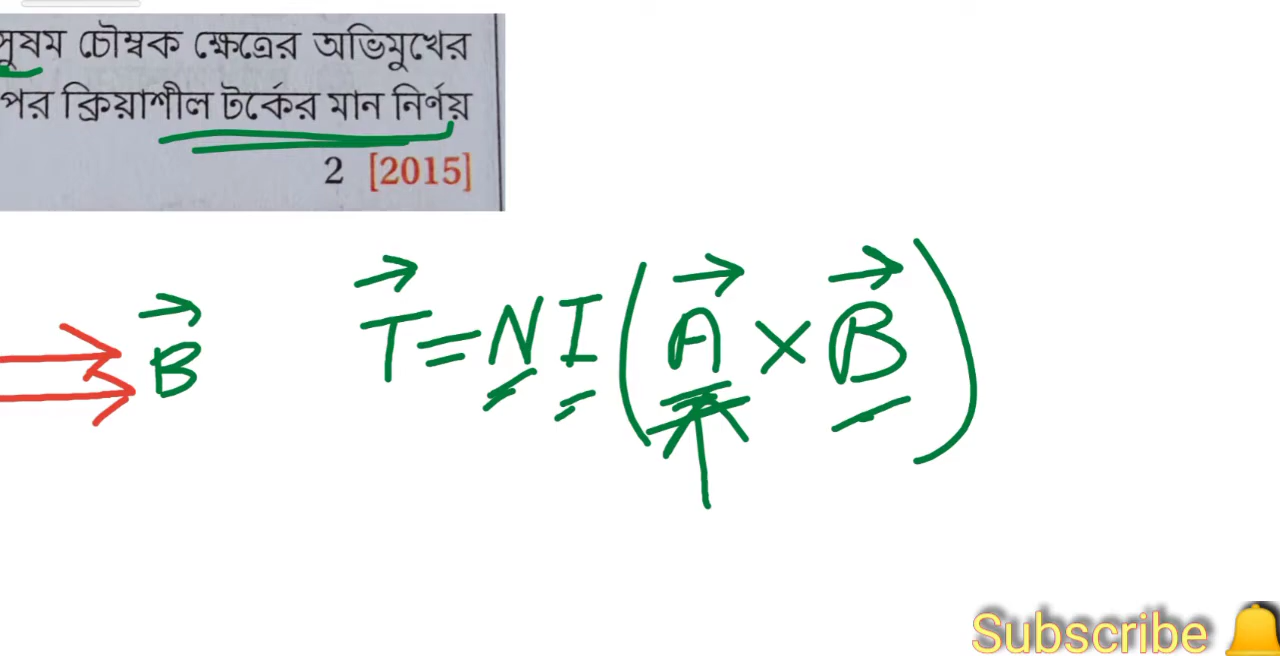 সুষম চৌম্বক ক্ষেত্রের অভিমুখের
পর ক্রিয়াশীল টর্কের মান নির্ণয়
2 [2015]
B
T = NI ( A × B )
Subscribe